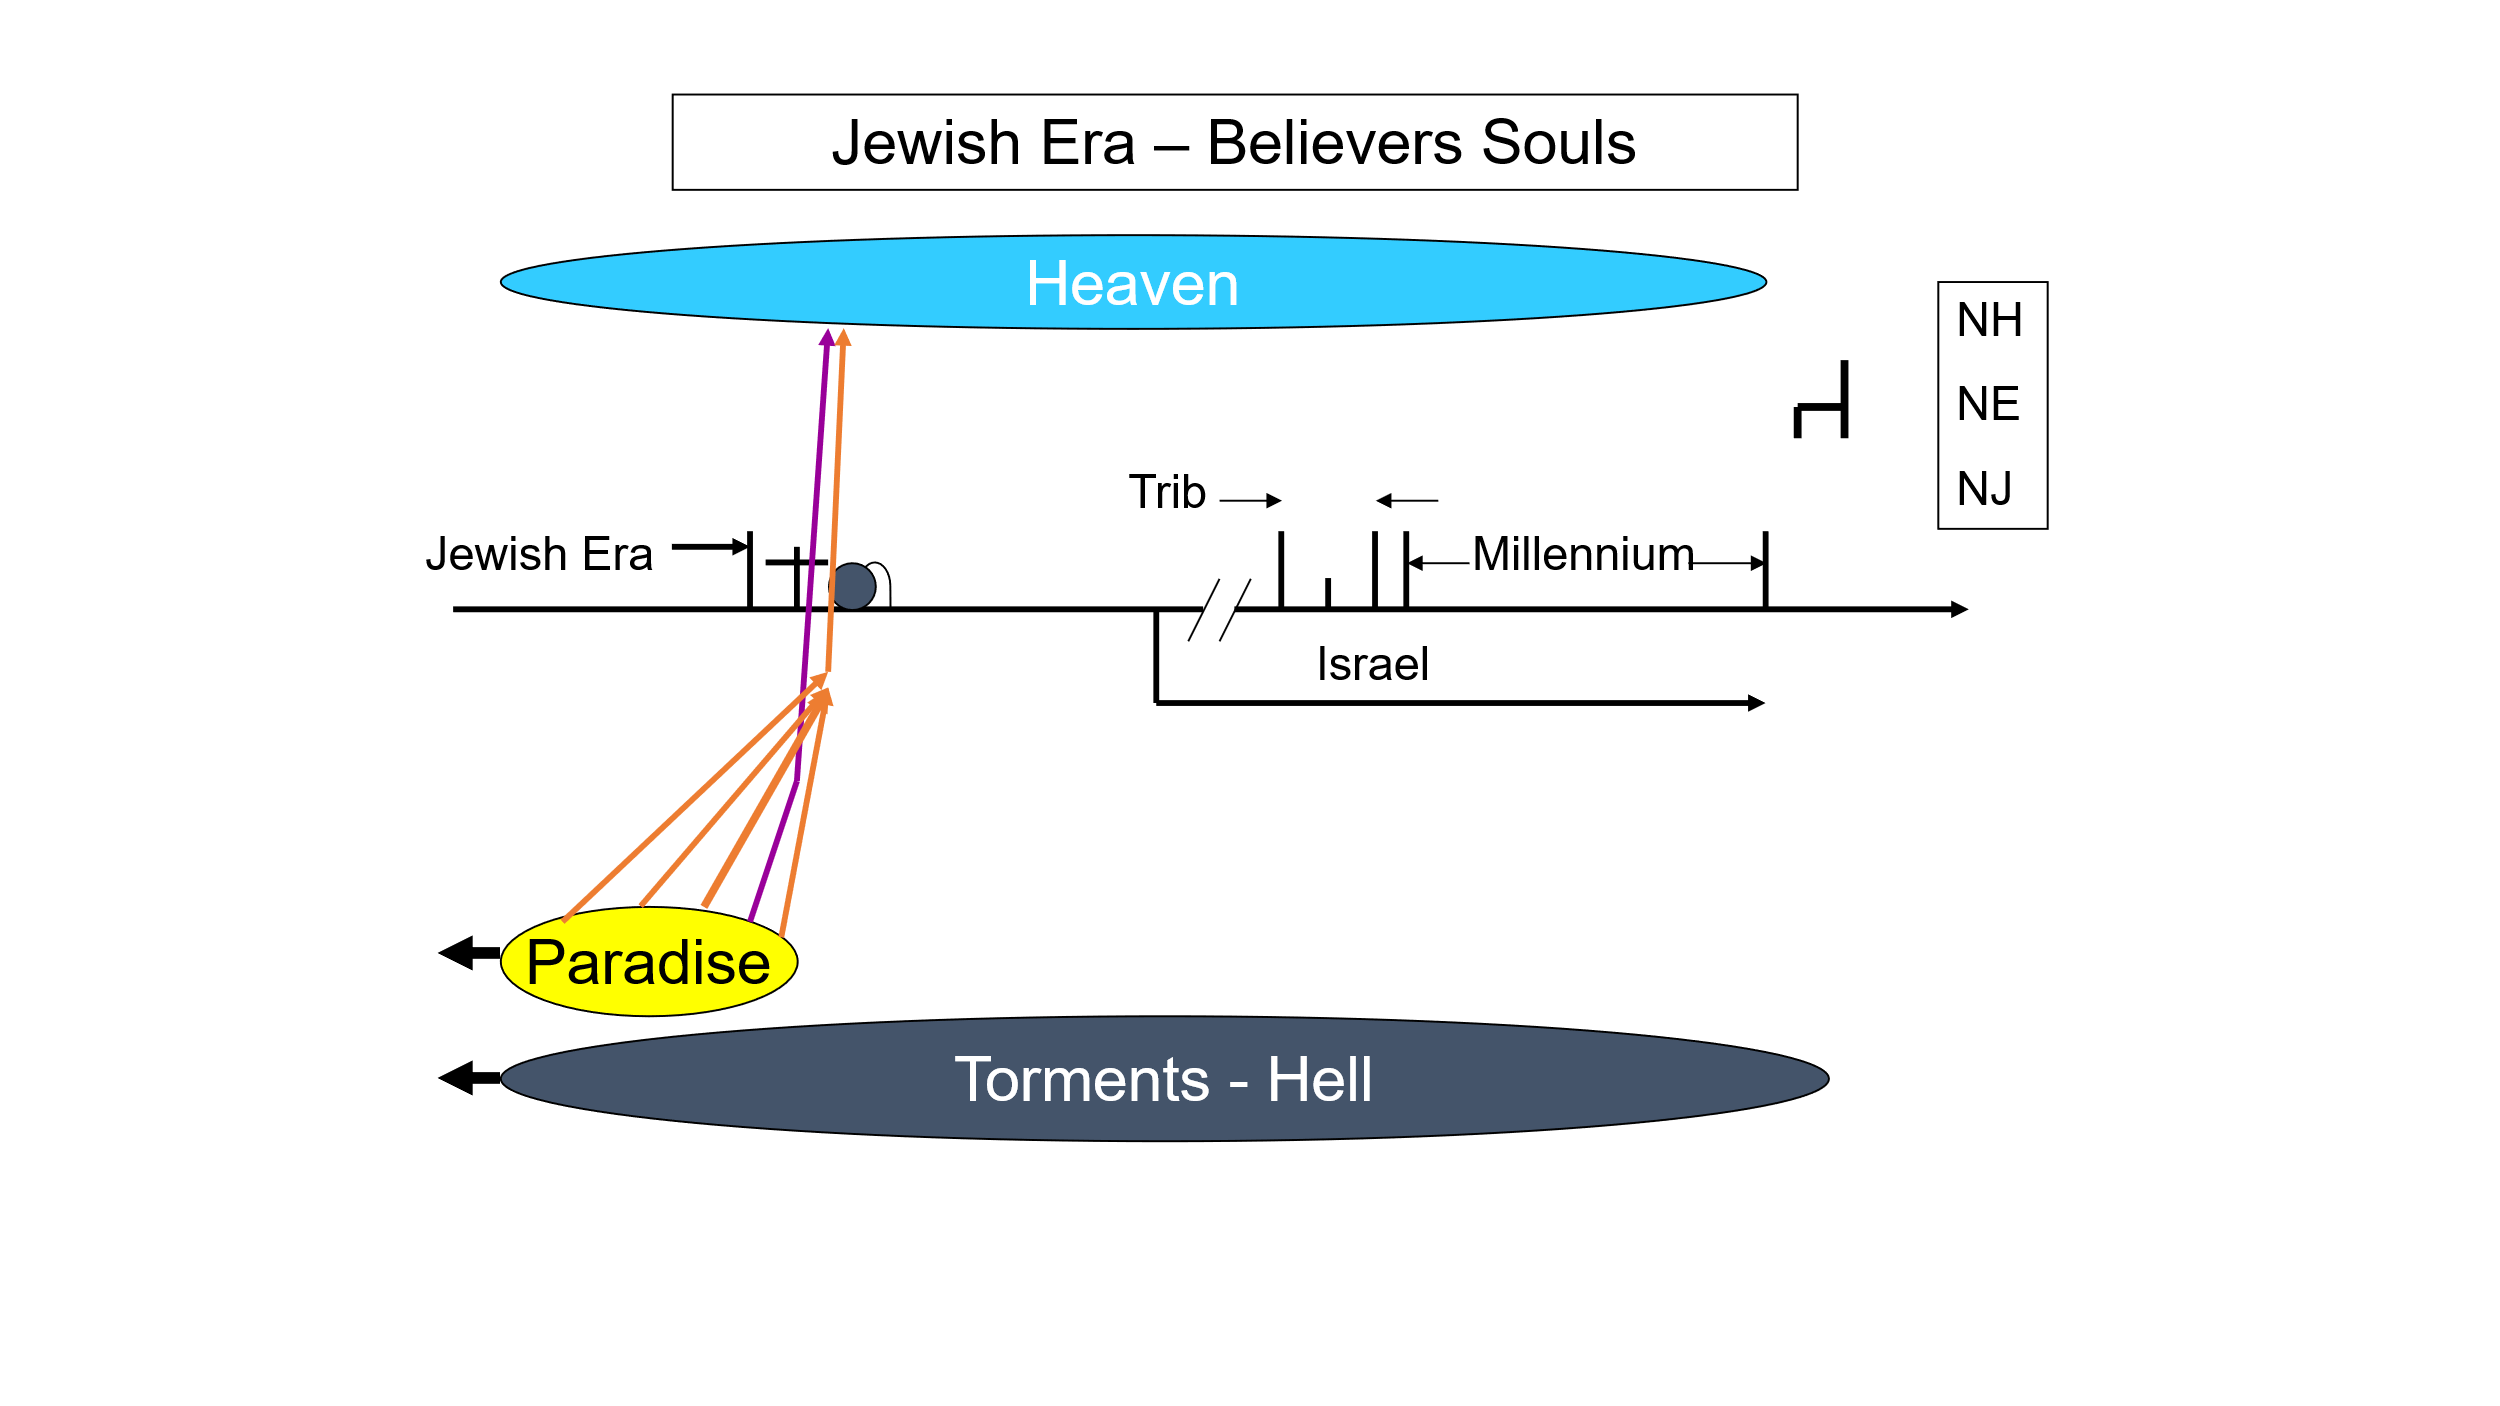 Jewish Era – Believers Souls
Heaven
NH
NE
NJ
Trib
Jewish Era
Millennium
Israel
Paradise
Torments - Hell